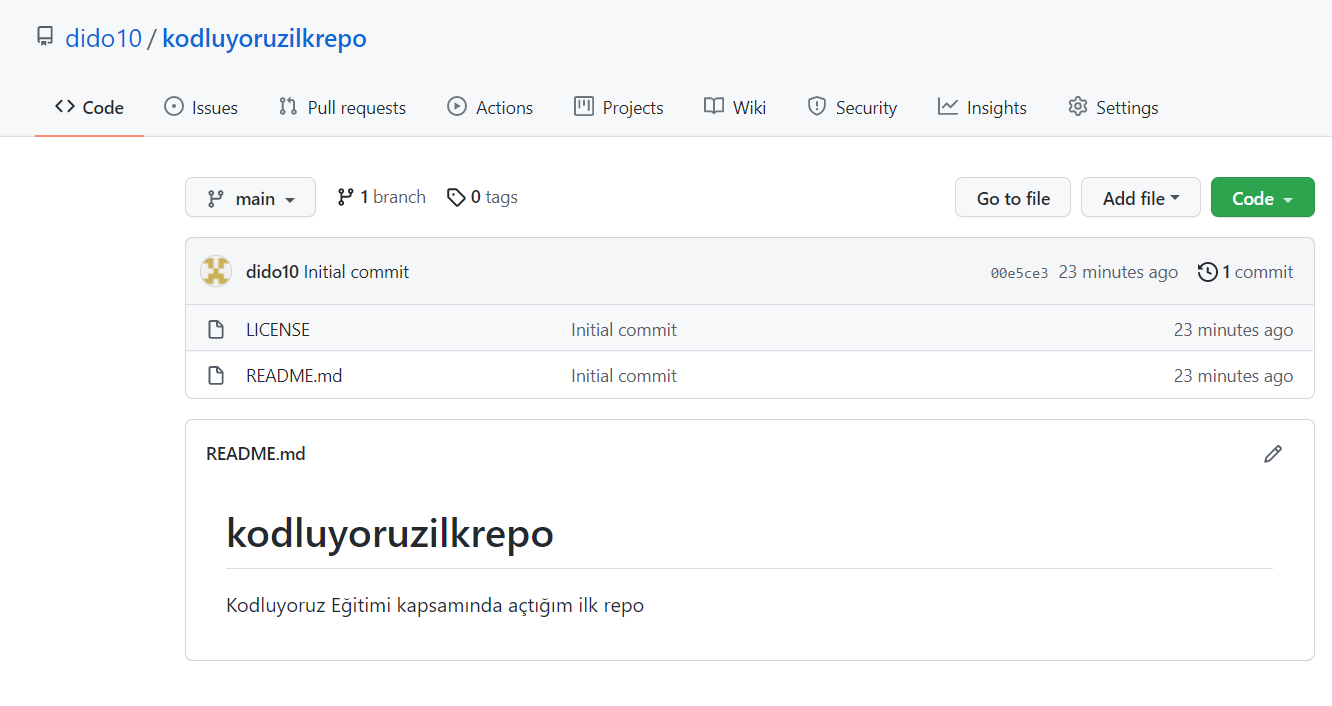 dido10 / kodluyoruzilkrepo
Code Issues Pull requests Actions Projects Wiki Security Insights Settings
main 1 branch 0 tags Go to file Add file Code
dido10 Initial commit 00e5ce3 23 minutes ago 1 commit
LICENSE Initial commit 23 minutes ago
README.md Initial commit 23 minutes ago
README.md
kodluyoruzilkrepo
Kodluyoruz Eğitimi kapsamında açtığım ilk repo